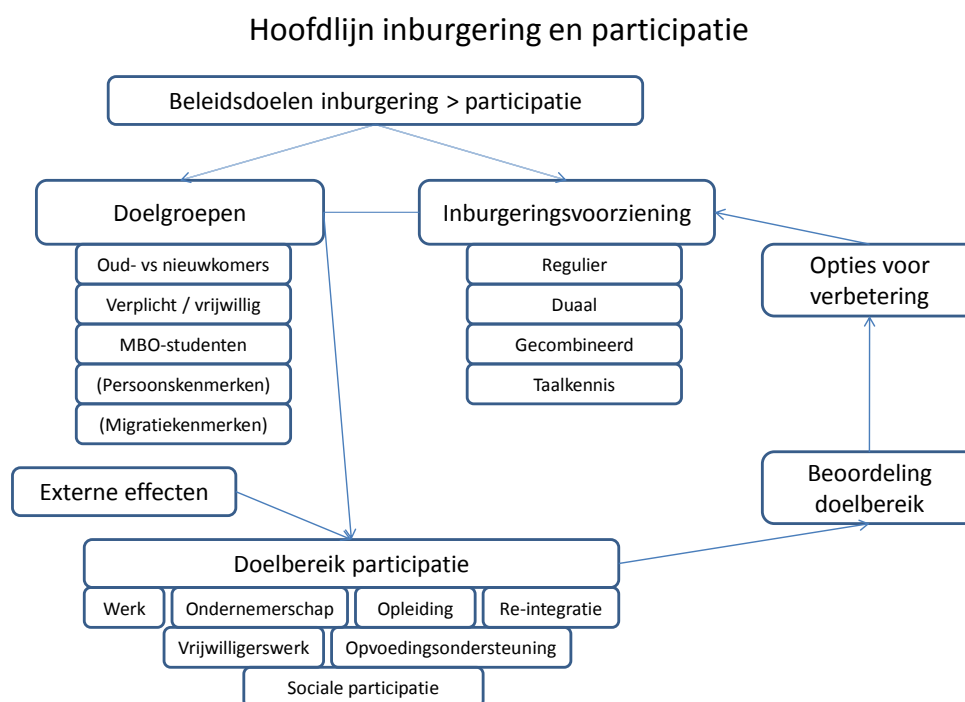 Hoofdlijn inburgering en participatie
Beleidsdoelen inburgering > participatie
Doelgroepen
Oud- vs nieuwkomers
Verplicht / vrijwillig
MBO-studenten
(Persoonskenmerken)
(Migratiekenmerken)
Inburgeringsvoorziening
Regulier
Duaal
Gecombineerd
Taalkennis
Opties voor
verbetering
Beoordeling
doelbereik
Externe effecten
Doelbereik participatie
Werk
Ondernemerschap
Opleiding
Re-integratie
Vrijwilligerswerk
Opvoedingsondersteuning
Sociale participatie